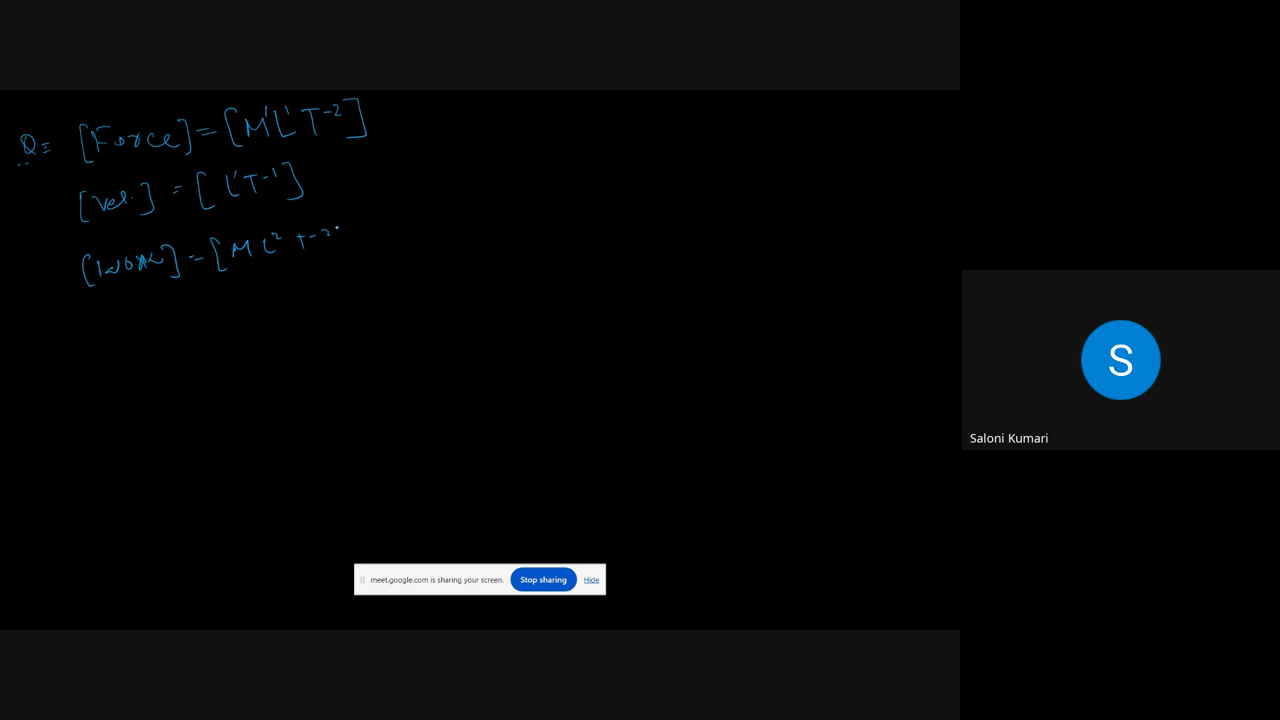 Q= [Force] = [M¹L¹T⁻²]
[Vel.] = [L¹T⁻¹]
[Work] = [ML²T⁻²
meet.google.com is sharing your screen. Stop sharing Hide
S
Saloni Kumari